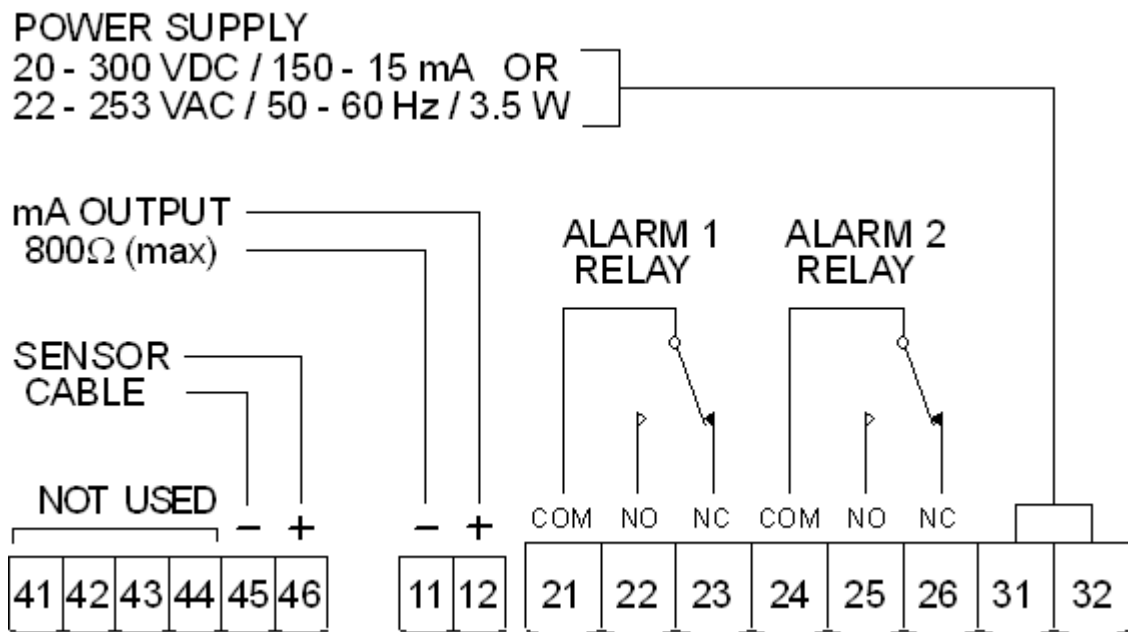 POWER SUPPLY
20 - 300 VDC / 150 - 15 mA OR
22 - 253 VAC / 50 - 60 Hz / 3.5 W
mA OUTPUT
800Ω (max)
ALARM 1
RELAY
ALARM 2
RELAY
SENSOR
CABLE
NOT USED
− +
− +
COM NO NC COM NO NC
41 42 43 44 45 46 11 12 21 22 23 24 25 26 31 32